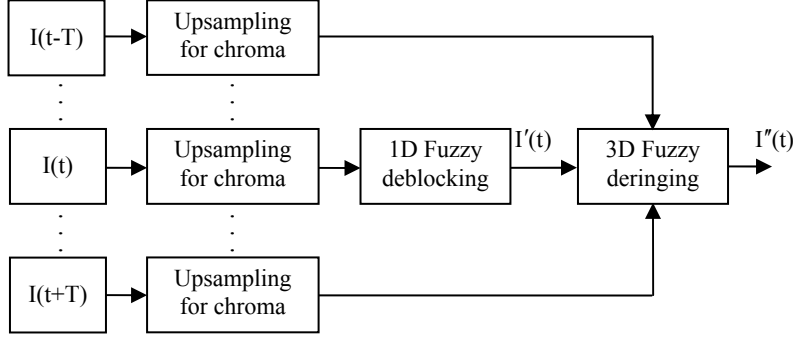 I(t-T)
Upsampling
for chroma
I(t)
Upsampling
for chroma
1D Fuzzy
deblocking
I′(t)
3D Fuzzy
deringing
I″(t)
I(t+T)
Upsampling
for chroma